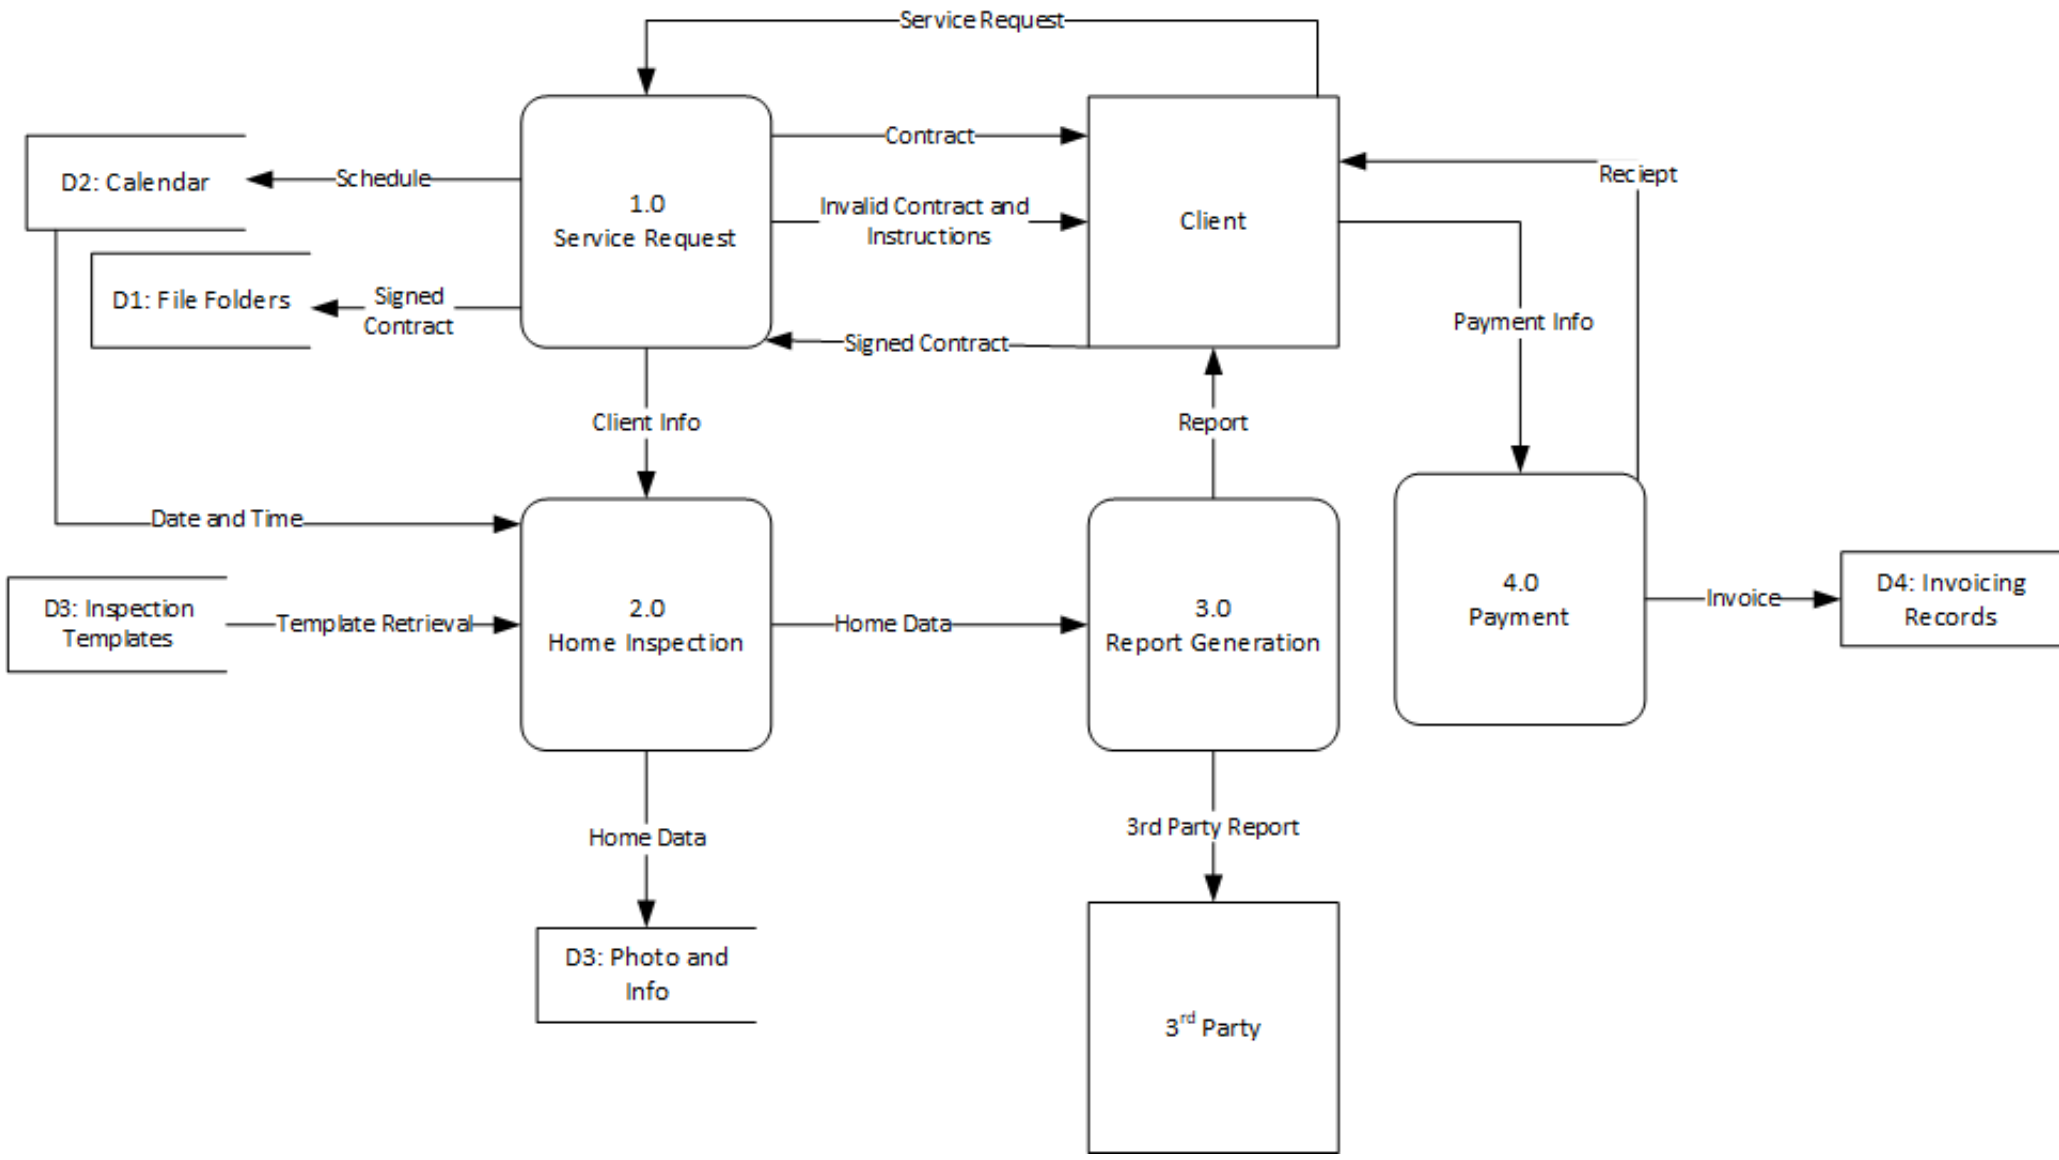 Service Request
Contract
D2: Calendar
Schedule
1.0
Service Request
Invalid Contract and
Instructions
Client
Reciept
D1: File Folders
Signed
Contract
Signed Contract
Payment Info
Client Info
Report
Date and Time
D3: Inspection
Templates
Template Retrieval
2.0
Home Inspection
Home Data
3.0
Report Generation
4.0
Payment
Invoice
D4: Invoicing
Records
Home Data
3rd Party Report
D3: Photo and
Info
3rd Party